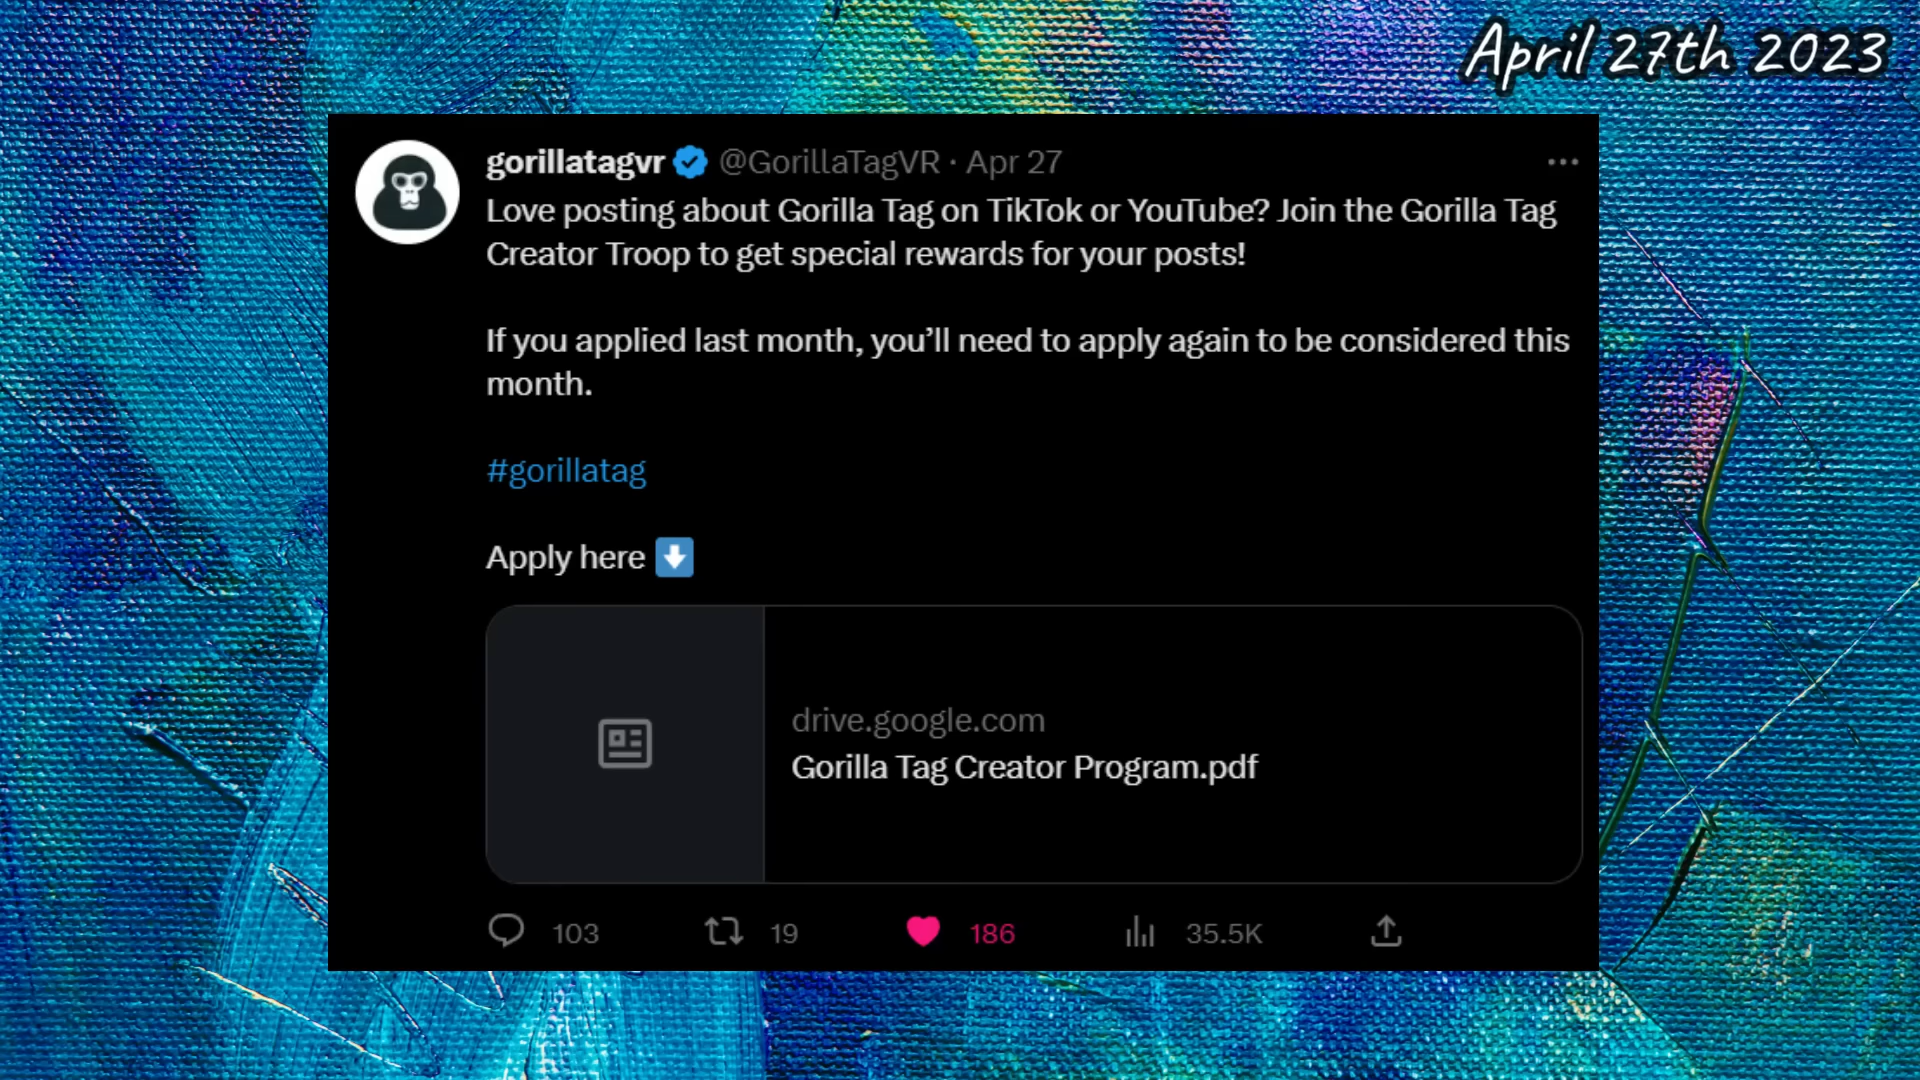 April 27th 2023
gorillatagvr @GorillaTagVR · Apr 27
Love posting about Gorilla Tag on TikTok or YouTube? Join the Gorilla Tag
Creator Troop to get special rewards for your posts!
If you applied last month, you’ll need to apply again to be considered this
month.
#gorillatag
Apply here ⬇️
drive.google.com
Gorilla Tag Creator Program.pdf
103 19 186 35.5K